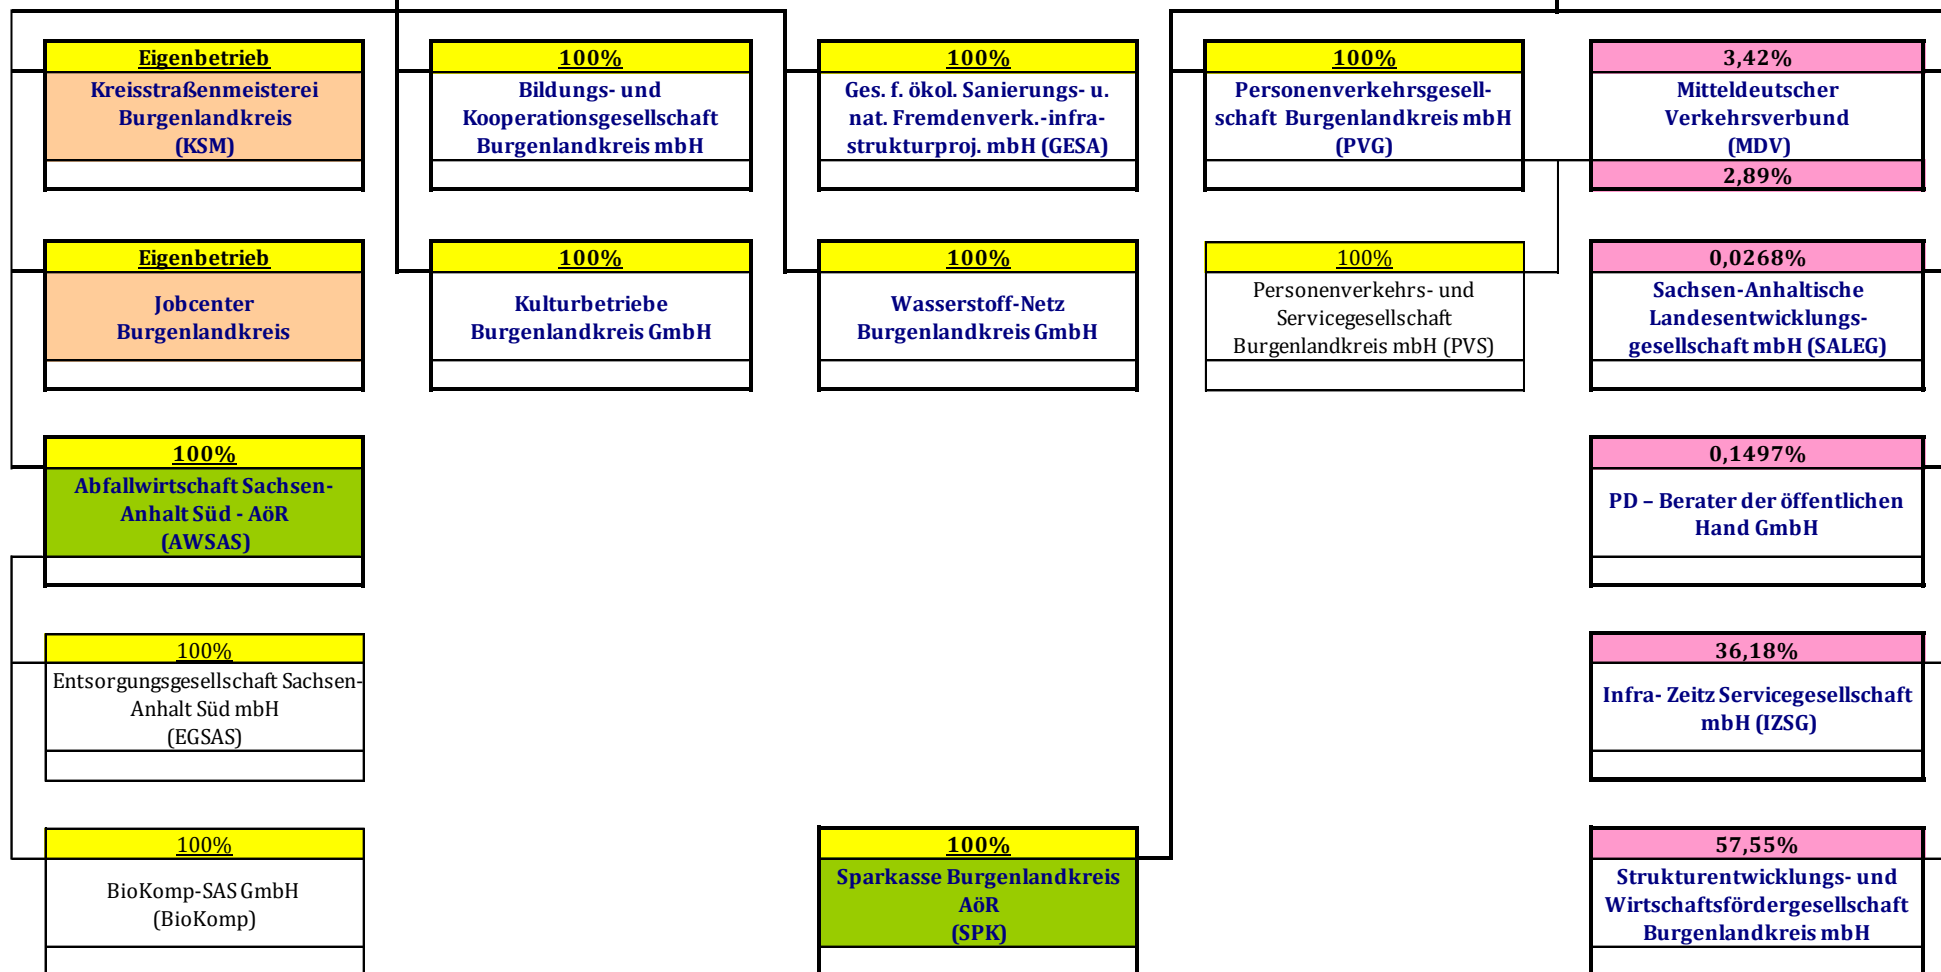 Eigenbetrieb
Kreisstraßenmeisterei
Burgenlandkreis
(KSM)
100%
Bildungs- und
Kooperationsgesellschaft
Burgenlandkreis mbH
100%
Ges. f. ökol. Sanierungs- u.
nat. Fremdenverk.-infra-
strukturproj. mbH (GESA)
100%
Personenverkehrsgesell-
schaft Burgenlandkreis mbH
(PVG)
3,42%
Mitteldeutscher
Verkehrsverbund
(MDV)
2,89%
Eigenbetrieb
Jobcenter
Burgenlandkreis
100%
Kulturbetriebe
Burgenlandkreis GmbH
100%
Wasserstoff-Netz
Burgenlandkreis GmbH
100%
Personenverkehrs- und
Servicegesellschaft
Burgenlandkreis mbH (PVS)
0,0268%
Sachsen-Anhaltische
Landesentwicklungs-
gesellschaft mbH (SALEG)
100%
Abfallwirtschaft Sachsen-
Anhalt Süd - AöR
(AWSAS)
0,1497%
PD – Berater der öffentlichen
Hand GmbH
100%
Entsorgungsgesellschaft Sachsen-
Anhalt Süd mbH
(EGSAS)
36,18%
Infra- Zeitz Servicegesellschaft
mbH (IZSG)
100%
BioKomp-SAS GmbH
(BioKomp)
100%
Sparkasse Burgenlandkreis
AöR
(SPK)
57,55%
Strukturentwicklungs- und
Wirtschaftsfördergesellschaft
Burgenlandkreis mbH